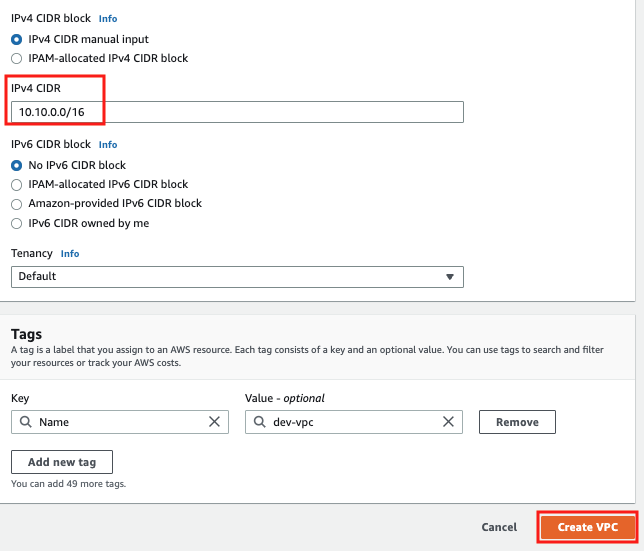 IPv4 CIDR block Info
IPv4 CIDR manual input
IPAM-allocated IPv4 CIDR block
IPv4 CIDR
10.10.0.0/16
IPv6 CIDR block Info
No IPv6 CIDR block
IPAM-allocated IPv6 CIDR block
Amazon-provided IPv6 CIDR block
IPv6 CIDR owned by me
Tenancy Info
Default
Tags
A tag is a label that you assign to an AWS resource. Each tag consists of a key and an optional value. You can use tags to search and filter
your resources or track your AWS costs.
Key Value - optional
Name dev-vpc Remove
Add new tag
You can add 49 more tags.
Cancel Create VPC